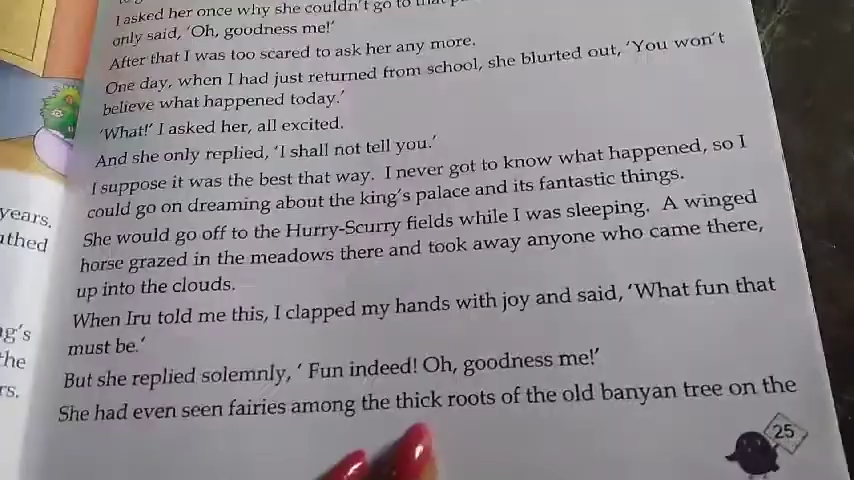 I asked her once why she couldn't go to that
only said, 'Oh, goodness me!'
After that I was too scared to ask her any more.
One day, when I had just returned from school, she blurted out, 'You won't
believe what happened today.'
'What!' I asked her, all excited.
And she only replied, 'I shall not tell you.'
I suppose it was the best that way. I never got to know what happened, so I
could go on dreaming about the king's palace and its fantastic things.
She would go off to the Hurry-Scurry fields while I was sleeping. A winged
horse grazed in the meadows there and took away anyone who came there,
up into the clouds.
When Iru told me this, I clapped my hands with joy and said, 'What fun that
must be.'
But she replied solemnly, ' Fun indeed! Oh, goodness me!'
She had even seen fairies among the thick roots of the old banyan tree on the
25
years.